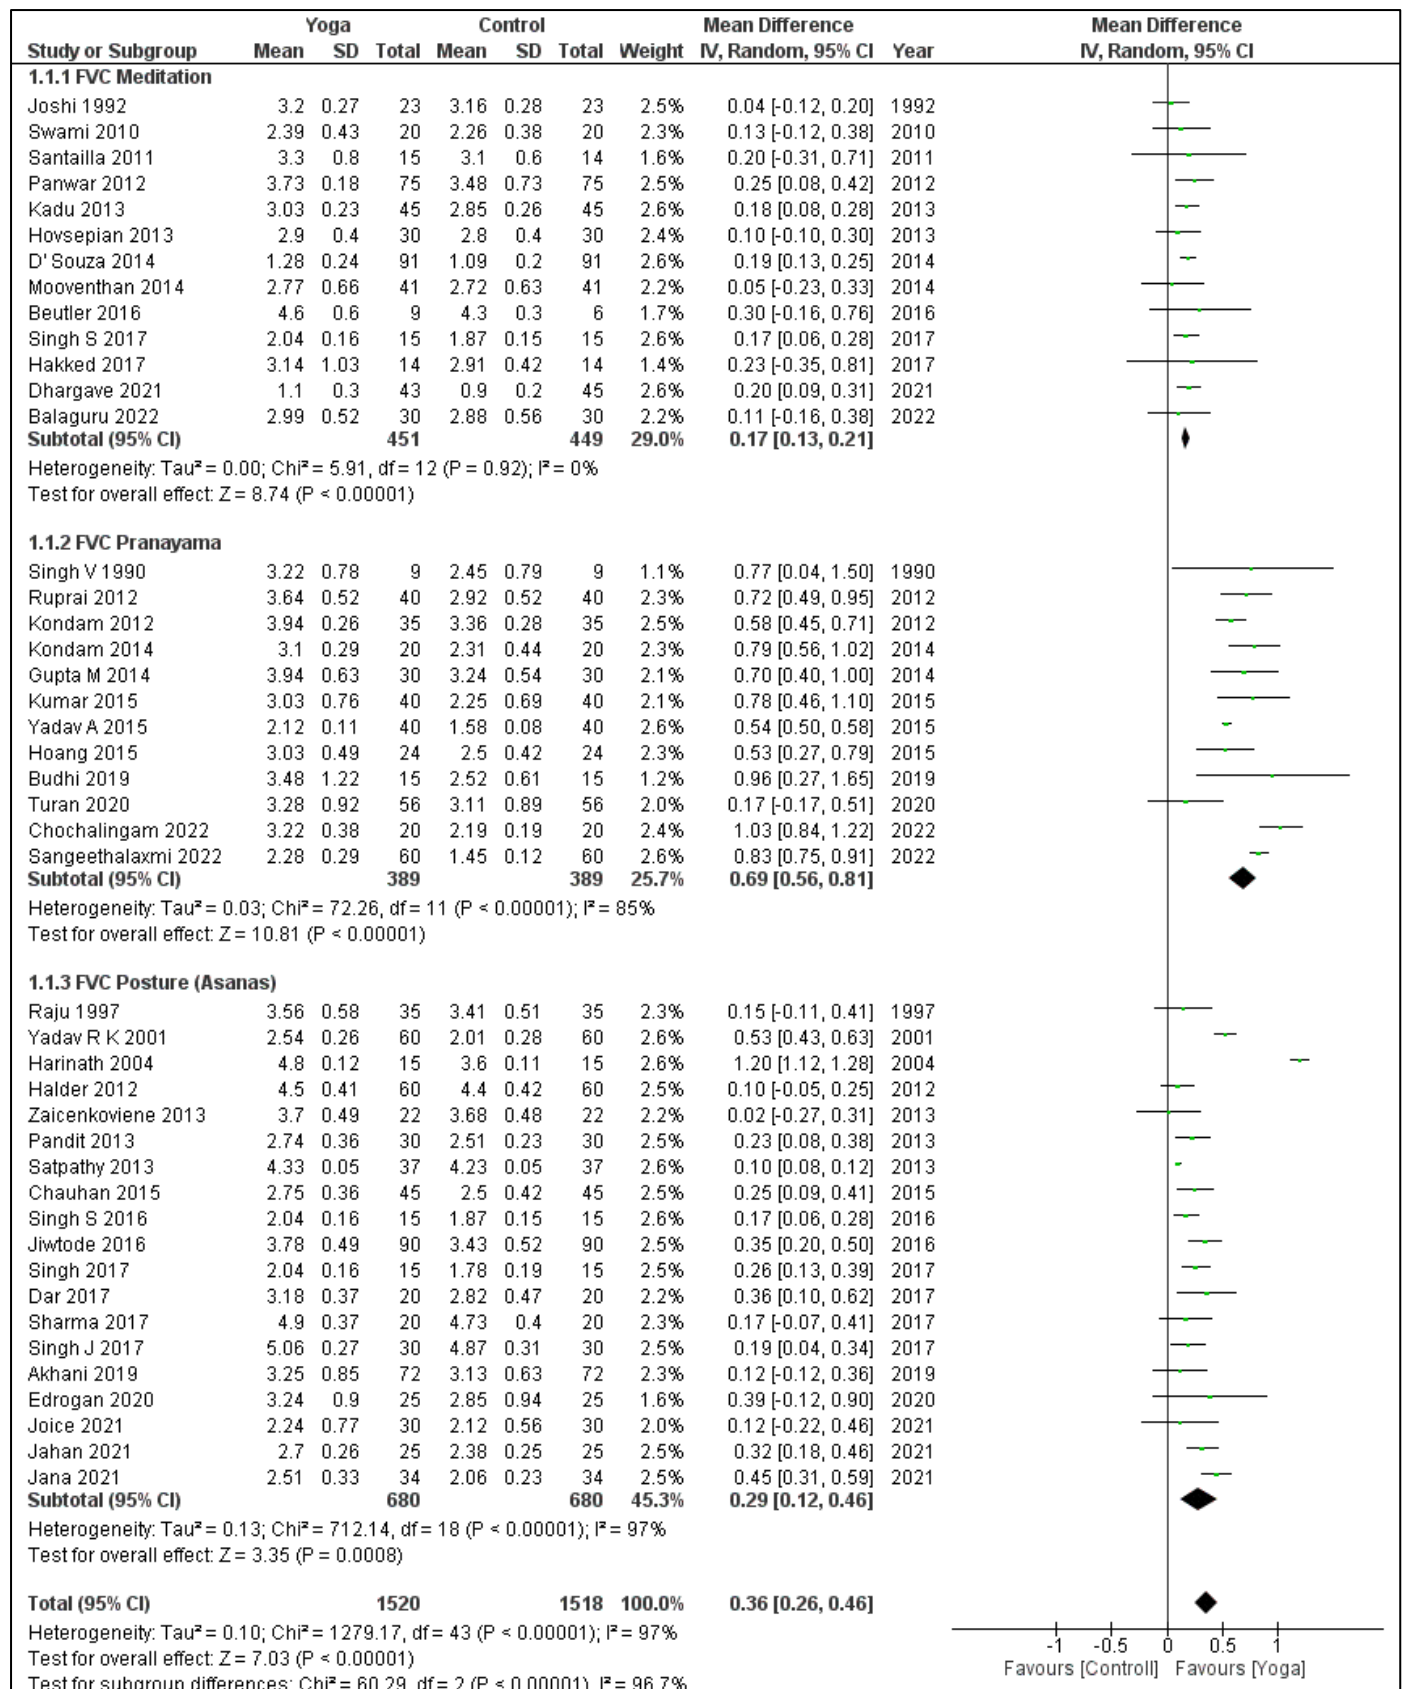 Yoga Control Mean Difference Mean Difference
Study or Subgroup Mean SD Total Mean SD Total Weight IV, Random, 95% CI Year IV, Random, 95% CI
1.1.1 FVC Meditation
Joshi 1992 3.2 0.27 23 3.16 0.28 23 2.5% 0.04 [-0.12, 0.20] 1992
Swami 2010 2.39 0.43 20 2.26 0.38 20 2.3% 0.13 [-0.12, 0.38] 2010
Santailla 2011 3.3 0.8 15 3.1 0.6 14 1.6% 0.20 [-0.31, 0.71] 2011
Panwar 2012 3.73 0.18 75 3.48 0.73 75 2.5% 0.25 [0.08, 0.42] 2012
Kadu 2013 3.03 0.23 45 2.85 0.26 45 2.6% 0.18 [0.08, 0.28] 2013
Hovsepian 2013 2.9 0.4 30 2.8 0.4 30 2.4% 0.10 [-0.10, 0.30] 2013
D' Souza 2014 1.28 0.24 91 1.09 0.2 91 2.6% 0.19 [0.13, 0.25] 2014
Mooventhan 2014 2.77 0.66 41 2.72 0.63 41 2.2% 0.05 [-0.23, 0.33] 2014
Beutler 2016 4.6 0.6 9 4.3 0.3 6 1.7% 0.30 [-0.16, 0.76] 2016
Singh S 2017 2.04 0.16 15 1.87 0.15 15 2.6% 0.17 [0.06, 0.28] 2017
Hakked 2017 3.14 1.03 14 2.91 0.42 14 1.4% 0.23 [-0.35, 0.81] 2017
Dhargave 2021 1.1 0.3 43 0.9 0.2 45 2.6% 0.20 [0.09, 0.31] 2021
Balaguru 2022 2.99 0.52 30 2.88 0.56 30 2.2% 0.11 [-0.16, 0.38] 2022
Subtotal (95% CI) 451 449 29.0% 0.17 [0.13, 0.21]
Heterogeneity: Tau² = 0.00; Chi² = 5.91, df = 12 (P = 0.92); I² = 0%
Test for overall effect: Z = 8.74 (P < 0.00001)
1.1.2 FVC Pranayama
Singh V 1990 3.22 0.78 9 2.45 0.79 9 1.1% 0.77 [0.04, 1.50] 1990
Ruprai 2012 3.64 0.52 40 2.92 0.52 40 2.3% 0.72 [0.49, 0.95] 2012
Kondam 2012 3.94 0.26 35 3.36 0.28 35 2.5% 0.58 [0.45, 0.71] 2012
Kondam 2014 3.1 0.29 20 2.31 0.44 20 2.3% 0.79 [0.56, 1.02] 2014
Gupta M 2014 3.94 0.63 30 3.24 0.54 30 2.1% 0.70 [0.40, 1.00] 2014
Kumar 2015 3.03 0.76 40 2.25 0.69 40 2.1% 0.78 [0.46, 1.10] 2015
Yadav A 2015 2.12 0.11 40 1.58 0.08 40 2.6% 0.54 [0.50, 0.58] 2015
Hoang 2015 3.03 0.49 24 2.5 0.42 24 2.3% 0.53 [0.27, 0.79] 2015
Budhi 2019 3.48 1.22 15 2.52 0.61 15 1.2% 0.96 [0.27, 1.65] 2019
Turan 2020 3.28 0.92 56 3.11 0.89 56 2.0% 0.17 [-0.17, 0.51] 2020
Chochalingam 2022 3.22 0.38 20 2.19 0.19 20 2.4% 1.03 [0.84, 1.22] 2022
Sangeethalaxmi 2022 2.28 0.29 60 1.45 0.12 60 2.6% 0.83 [0.75, 0.91] 2022
Subtotal (95% CI) 389 389 25.7% 0.69 [0.56, 0.81]
Heterogeneity: Tau² = 0.03; Chi² = 72.26, df = 11 (P < 0.00001); I² = 85%
Test for overall effect: Z = 10.81 (P < 0.00001)
1.1.3 FVC Posture (Asanas)
Raju 1997 3.56 0.58 35 3.41 0.51 35 2.3% 0.15 [-0.11, 0.41] 1997
Yadav R K 2001 2.54 0.26 60 2.01 0.28 60 2.6% 0.53 [0.43, 0.63] 2001
Harinath 2004 4.8 0.12 15 3.6 0.11 15 2.6% 1.20 [1.12, 1.28] 2004
Halder 2012 4.5 0.41 60 4.4 0.42 60 2.5% 0.10 [-0.05, 0.25] 2012
Zaicenkoviene 2013 3.7 0.49 22 3.68 0.48 22 2.2% 0.02 [-0.27, 0.31] 2013
Pandit 2013 2.74 0.36 30 2.51 0.23 30 2.5% 0.23 [0.08, 0.38] 2013
Satpathy 2013 4.33 0.05 37 4.23 0.05 37 2.6% 0.10 [0.08, 0.12] 2013
Chauhan 2015 2.75 0.36 45 2.5 0.42 45 2.5% 0.25 [0.09, 0.41] 2015
Singh S 2016 2.04 0.16 15 1.87 0.15 15 2.6% 0.17 [0.06, 0.28] 2016
Jiwtode 2016 3.78 0.49 90 3.43 0.52 90 2.5% 0.35 [0.20, 0.50] 2016
Singh 2017 2.04 0.16 15 1.78 0.19 15 2.5% 0.26 [0.13, 0.39] 2017
Dar 2017 3.18 0.37 20 2.82 0.47 20 2.2% 0.36 [0.10, 0.62] 2017
Sharma 2017 4.9 0.37 20 4.73 0.4 20 2.3% 0.17 [-0.07, 0.41] 2017
Singh J 2017 5.06 0.27 30 4.87 0.31 30 2.5% 0.19 [0.04, 0.34] 2017
Akhani 2019 3.25 0.85 72 3.13 0.63 72 2.3% 0.12 [-0.12, 0.36] 2019
Edrogan 2020 3.24 0.9 25 2.85 0.94 25 1.6% 0.39 [-0.12, 0.90] 2020
Joice 2021 2.24 0.77 30 2.12 0.56 30 2.0% 0.12 [-0.22, 0.46] 2021
Jahan 2021 2.7 0.26 25 2.38 0.25 25 2.5% 0.32 [0.18, 0.46] 2021
Jana 2021 2.51 0.33 34 2.06 0.23 34 2.5% 0.45 [0.31, 0.59] 2021
Subtotal (95% CI) 680 680 45.3% 0.29 [0.12, 0.46]
Heterogeneity: Tau² = 0.13; Chi² = 712.14, df = 18 (P < 0.00001); I² = 97%
Test for overall effect: Z = 3.35 (P = 0.0008)
Total (95% CI) 1520 1518 100.0% 0.36 [0.26, 0.46]
Heterogeneity: Tau² = 0.10; Chi² = 1279.17, df = 43 (P < 0.00001); I² = 97%
Test for overall effect: Z = 7.03 (P < 0.00001)
Test for subgroup differences: Chi² = 60.29, df = 2 (P < 0.00001), I² = 96.7%
-1 -0.5 0 0.5 1
Favours [Controll] Favours [Yoga]